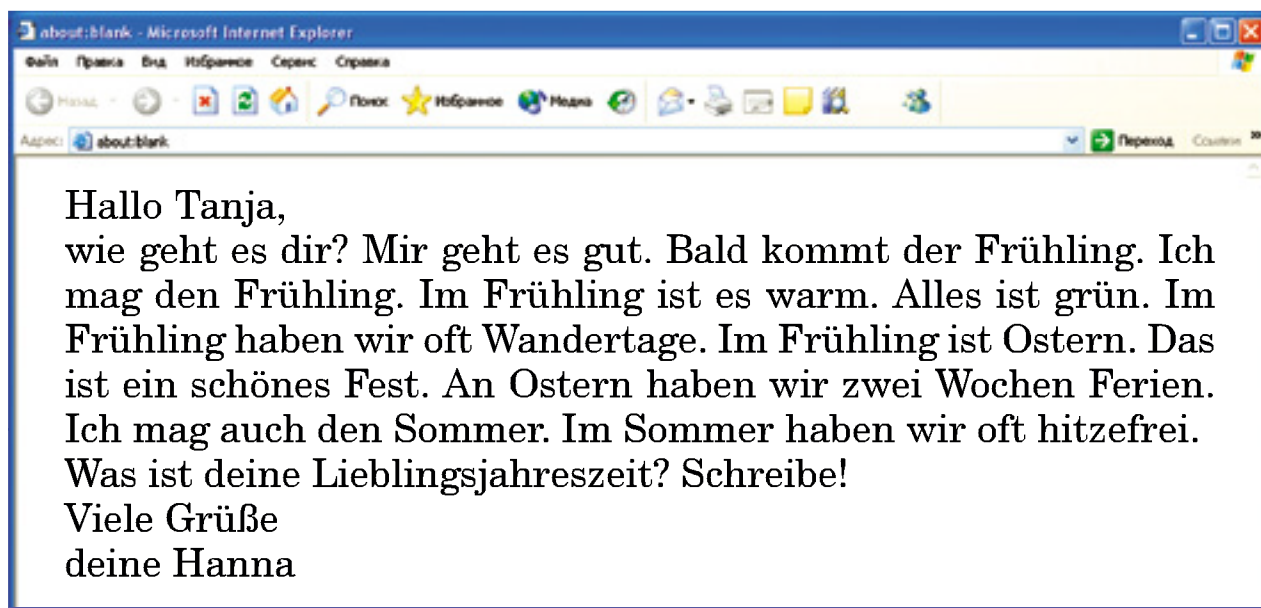 about:blank - Microsoft Internet Explorer
Файл Правка Вид Избранное Сервис Справка
Назад Поиск Избранное Медиа
Адрес: about:blank Переход Ссылки »
Hallo Tanja,
wie geht es dir? Mir geht es gut. Bald kommt der Frühling. Ich
mag den Frühling. Im Frühling ist es warm. Alles ist grün. Im
Frühling haben wir oft Wandertage. Im Frühling ist Ostern. Das
ist ein schönes Fest. An Ostern haben wir zwei Wochen Ferien.
Ich mag auch den Sommer. Im Sommer haben wir oft hitzefrei.
Was ist deine Lieblingsjahreszeit? Schreibe!
Viele Grüße
deine Hanna